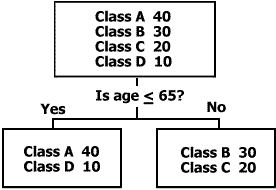 Class A 40
Class B 30
Class C 20
Class D 10
Is age ≤ 65?
Yes
No
Class A 40
Class D 10
Class B 30
Class C 20